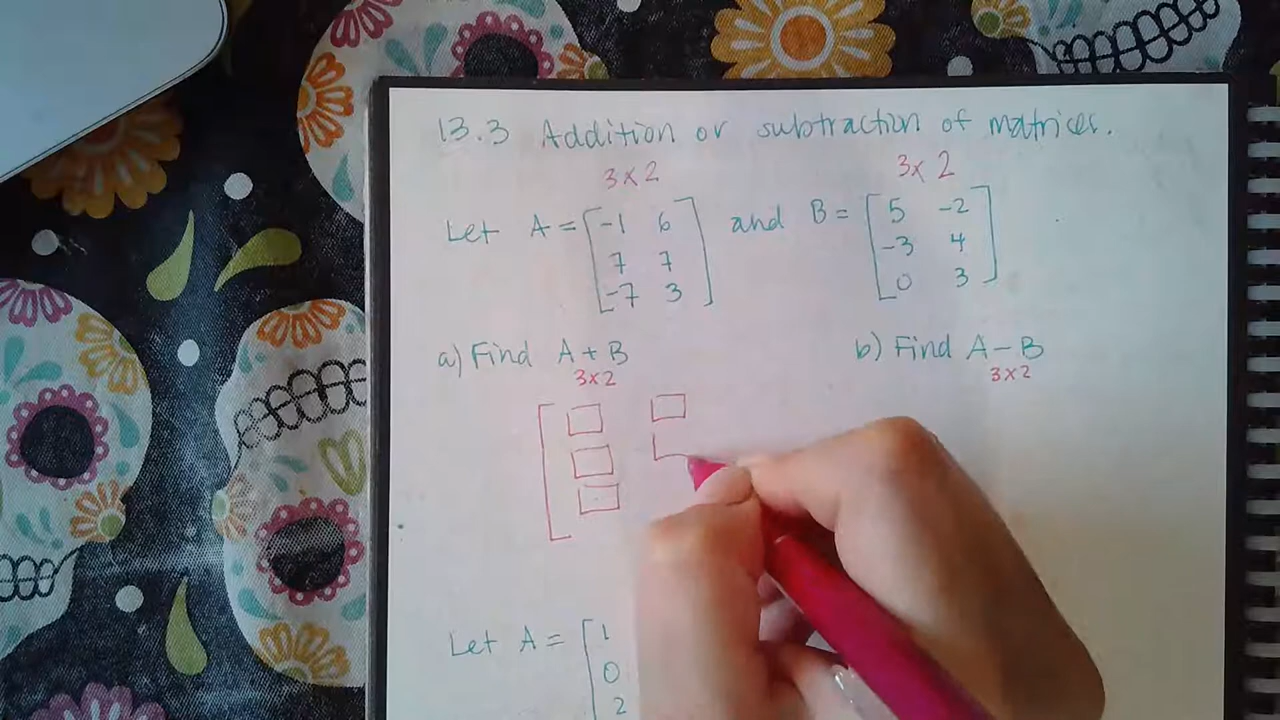 13.3 Addition or subtraction of matrices.
3x2 3x2
Let A = [-1 6 and B = [5 -2]
7 7 -3 4
-7 3] 0 3
a) Find A + B b) Find A - B
3x2 3x2
Let A = [1
0
2